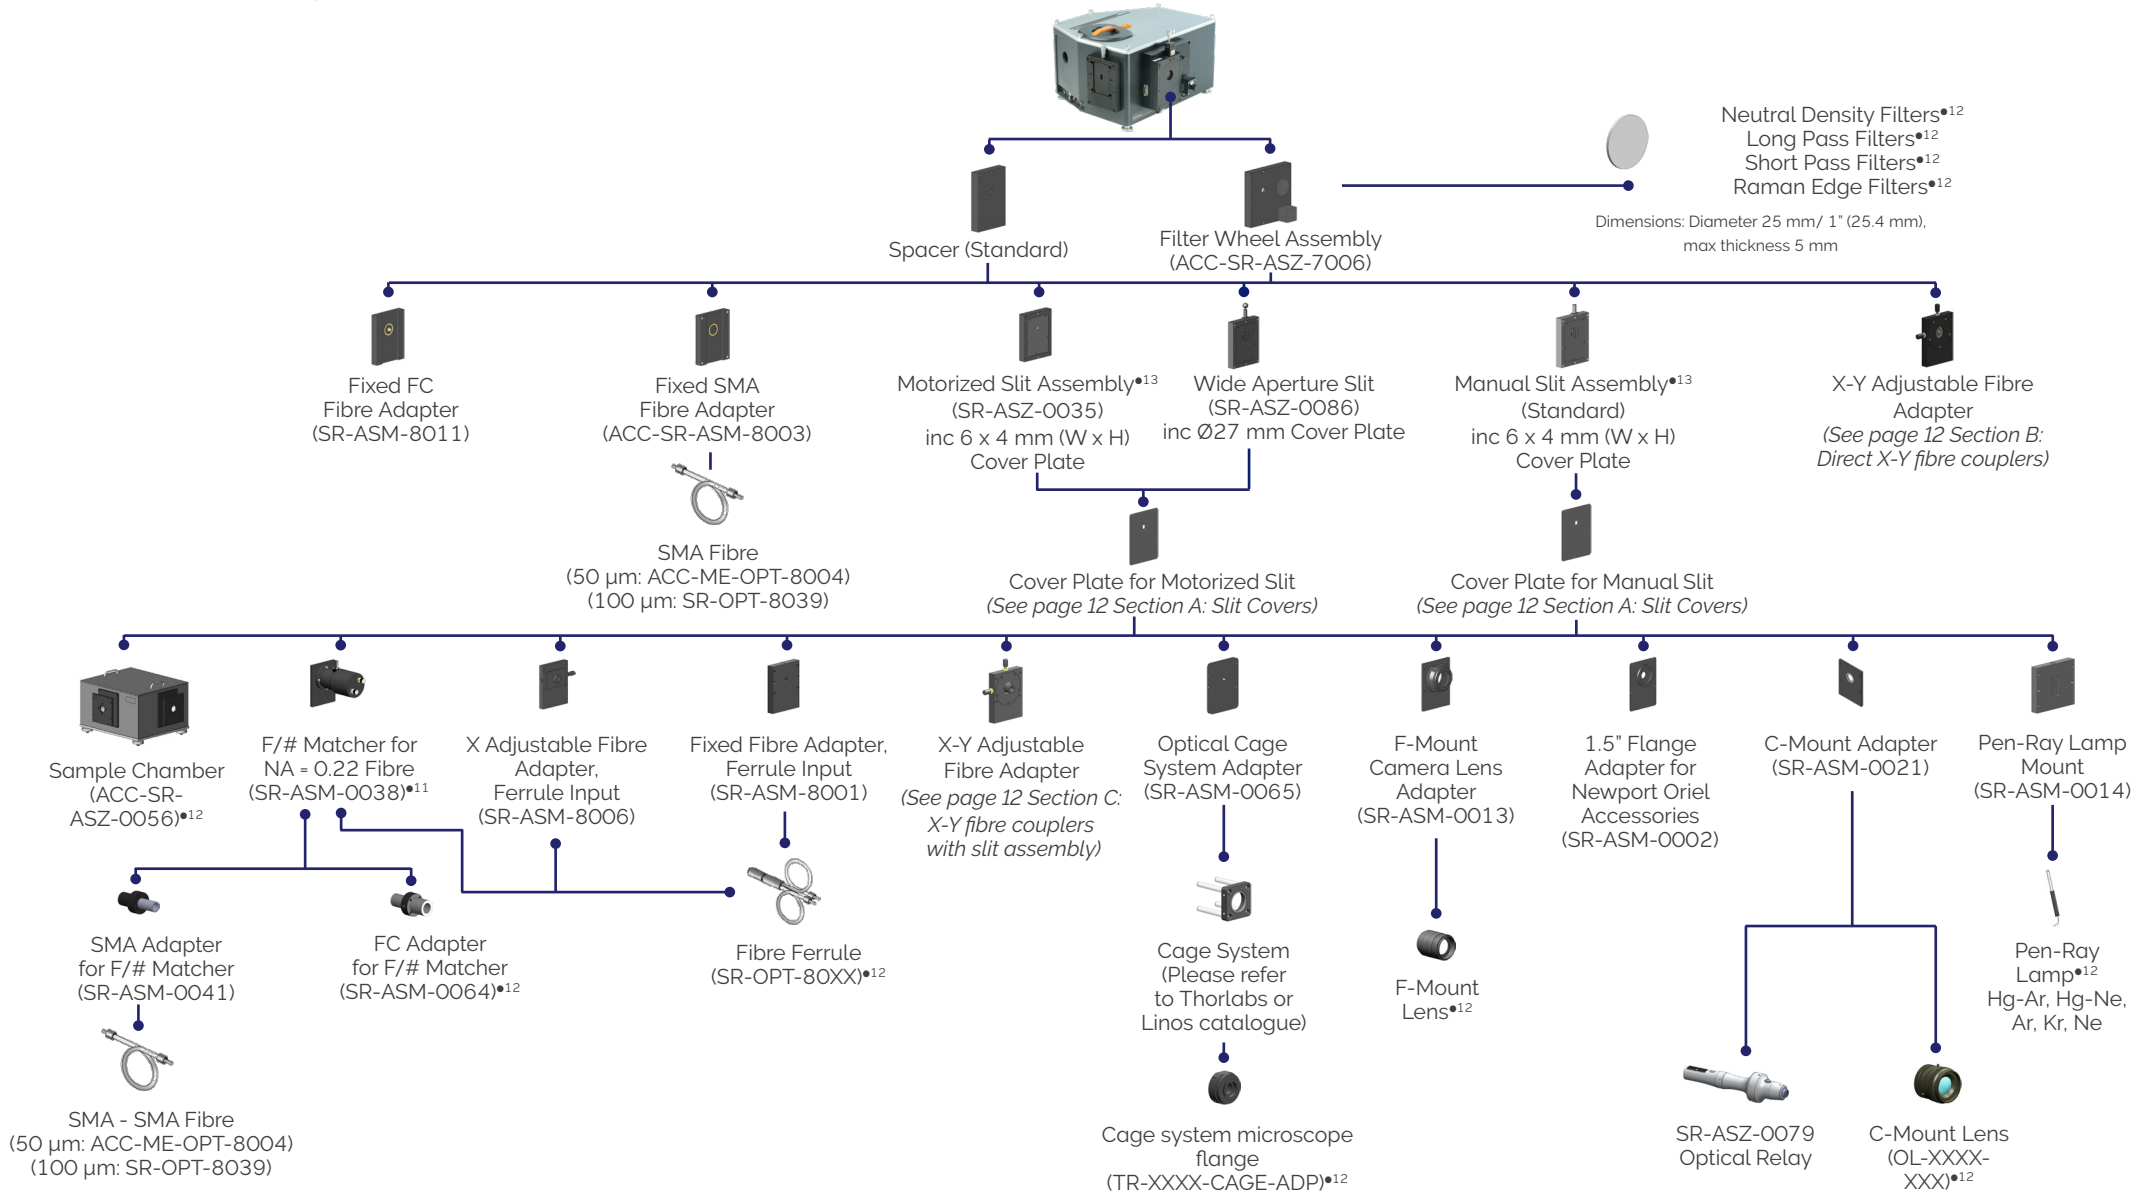 Neutral Density Filters●12
Long Pass Filters●12
Short Pass Filters●12
Raman Edge Filters●12
Dimensions: Diameter 25 mm/ 1" (25.4 mm),
max thickness 5 mm
Spacer (Standard)
Filter Wheel Assembly
(ACC-SR-ASZ-7006)
Fixed FC
Fibre Adapter
(SR-ASM-8011)
Fixed SMA
Fibre Adapter
(ACC-SR-ASM-8003)
Motorized Slit Assembly●13
(SR-ASZ-0035)
inc 6 x 4 mm (W x H)
Cover Plate
Wide Aperture Slit
(SR-ASZ-0086)
inc Ø27 mm Cover Plate
Manual Slit Assembly●13
(Standard)
inc 6 x 4 mm (W x H)
Cover Plate
X-Y Adjustable Fibre
Adapter
(See page 12 Section B:
Direct X-Y fibre couplers)
SMA Fibre
(50 µm: ACC-ME-OPT-8004)
(100 µm: SR-OPT-8039)
Cover Plate for Motorized Slit
(See page 12 Section A: Slit Covers)
Cover Plate for Manual Slit
(See page 12 Section A: Slit Covers)
Sample Chamber
(ACC-SR-
ASZ-0056)●12
F/# Matcher for
NA = 0.22 Fibre
(SR-ASM-0038)●11
X Adjustable Fibre
Adapter,
Ferrule Input
(SR-ASM-8006)
Fixed Fibre Adapter,
Ferrule Input
(SR-ASM-8001)
X-Y Adjustable
Fibre Adapter
(See page 12 Section C:
X-Y fibre couplers
with slit assembly)
Optical Cage
System Adapter
(SR-ASM-0065)
F-Mount
Camera Lens
Adapter
(SR-ASM-0013)
1.5" Flange
Adapter for
Newport Oriel
Accessories
(SR-ASM-0002)
C-Mount Adapter
(SR-ASM-0021)
Pen-Ray Lamp
Mount
(SR-ASM-0014)
SMA Adapter
for F/# Matcher
(SR-ASM-0041)
FC Adapter
for F/# Matcher
(SR-ASM-0064)●12
Fibre Ferrule
(SR-OPT-80XX)●12
Cage System
(Please refer
to Thorlabs or
Linos catalogue)
F-Mount
Lens●12
Pen-Ray
Lamp●12
Hg-Ar, Hg-Ne,
Ar, Kr, Ne
SMA - SMA Fibre
(50 µm: ACC-ME-OPT-8004)
(100 µm: SR-OPT-8039)
Cage system microscope
flange
(TR-XXXX-CAGE-ADP)●12
SR-ASZ-0079
Optical Relay
C-Mount Lens
(OL-XXXX-
XXX)●12